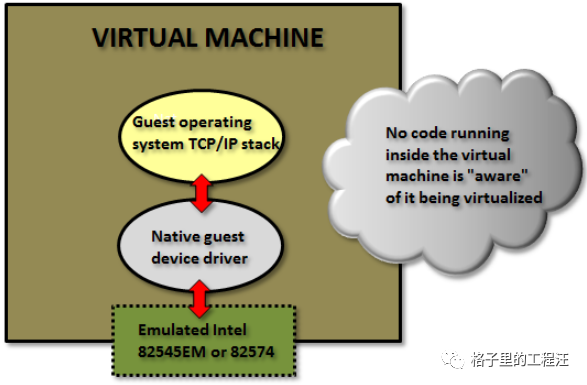 VIRTUAL MACHINE
Guest operating
system TCP/IP stack
Native guest
device driver
Emulated Intel
82545EM or 82574
No code running
inside the virtual
machine is "aware"
of it being virtualized
格子里的工程汪